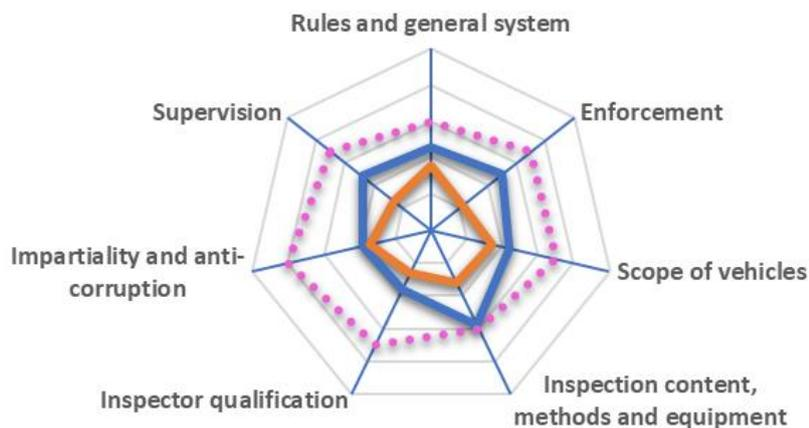 Rules and general system
Supervision
Enforcement
Impartiality and anti-
corruption
Scope of vehicles
Inspector qualification
Inspection content,
methods and equipment